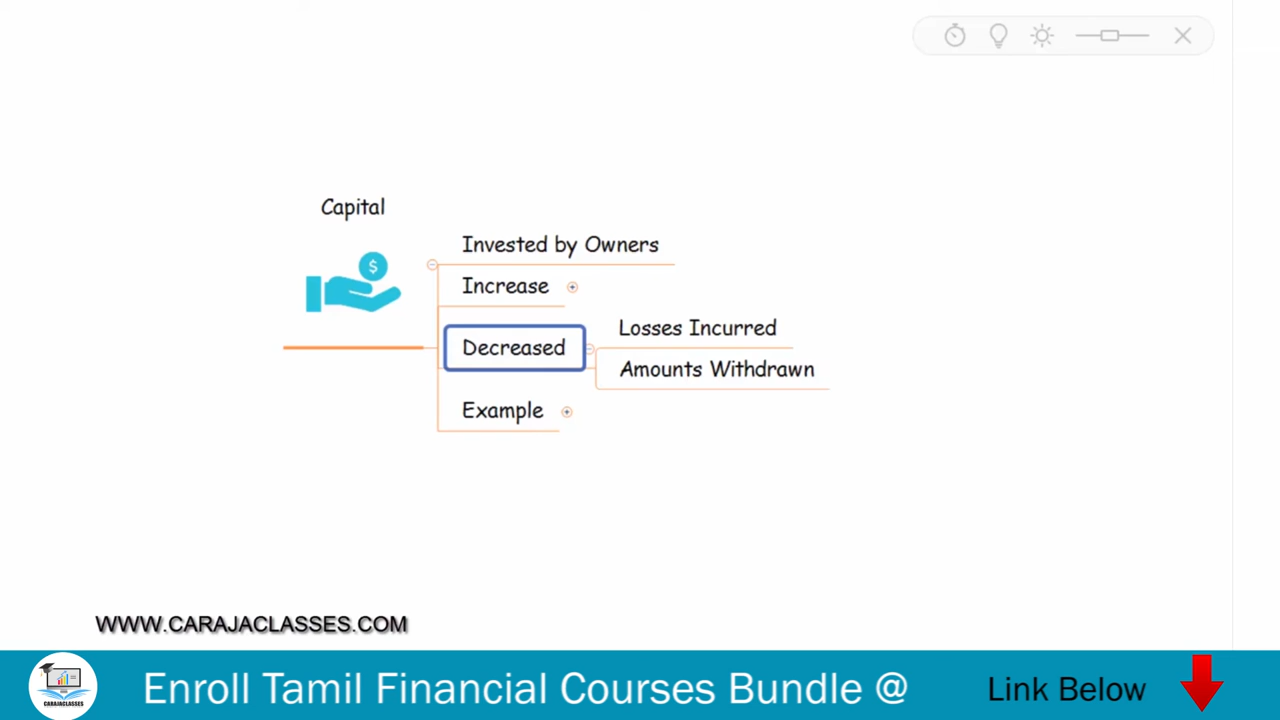 Capital
$
Invested by Owners
Increase
Decreased
Losses Incurred
Amounts Withdrawn
Example
WWW.CARAJACLASSES.COM
CARAJACLASSES
Enroll Tamil Financial Courses Bundle @
Link Below